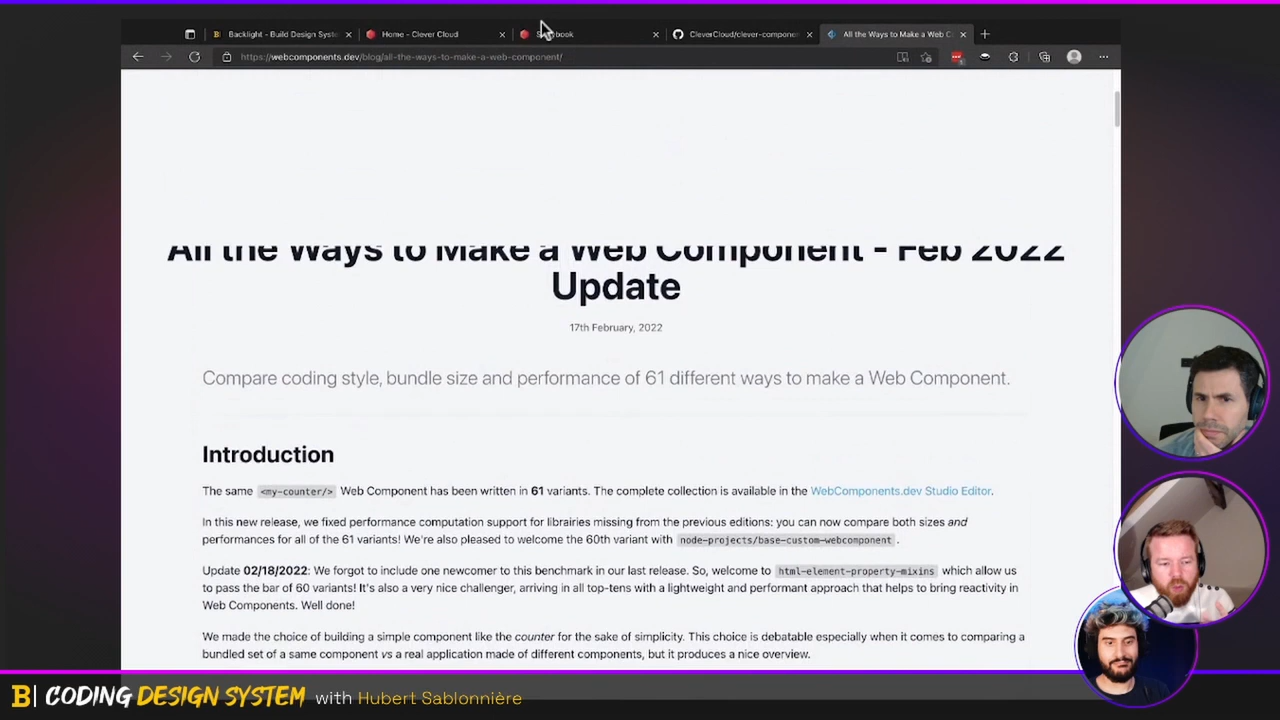 Backlight - Build Design Syste
Home - Clever Cloud
CleverCloud/clever-componen
All the Ways to Make a Web C
https://webcomponents.dev/blog/all-the-ways-to-make-a-web-component/
All the Ways to Make a Web Component - Feb 2022
Update
17th February, 2022
Compare coding style, bundle size and performance of 61 different ways to make a Web Component.
Introduction
The same <my-counter/> Web Component has been written in 61 variants. The complete collection is available in the WebComponents.dev Studio Editor.
In this new release, we fixed performance computation support for libraries missing from the previous editions: you can now compare both sizes and
performances for all of the 61 variants! We're also pleased to welcome the 60th variant with node-projects/base-custom-webcomponent .
Update 02/18/2022: We forgot to include one newcomer to this benchmark in our last release. So, welcome to html-element-property-mixins which allow us
to pass the bar of 60 variants! It's also a very nice challenger, arriving in all top-tens with a lightweight and performant approach that helps to bring reactivity in
Web Components. Well done!
We made the choice of building a simple component like the counter for the sake of simplicity. This choice is debatable especially when it comes to comparing a
bundled set of a same component vs a real application made of different components, but it produces a nice overview.
B| CODING DESIGN SYSTEM with Hubert Sablonnière